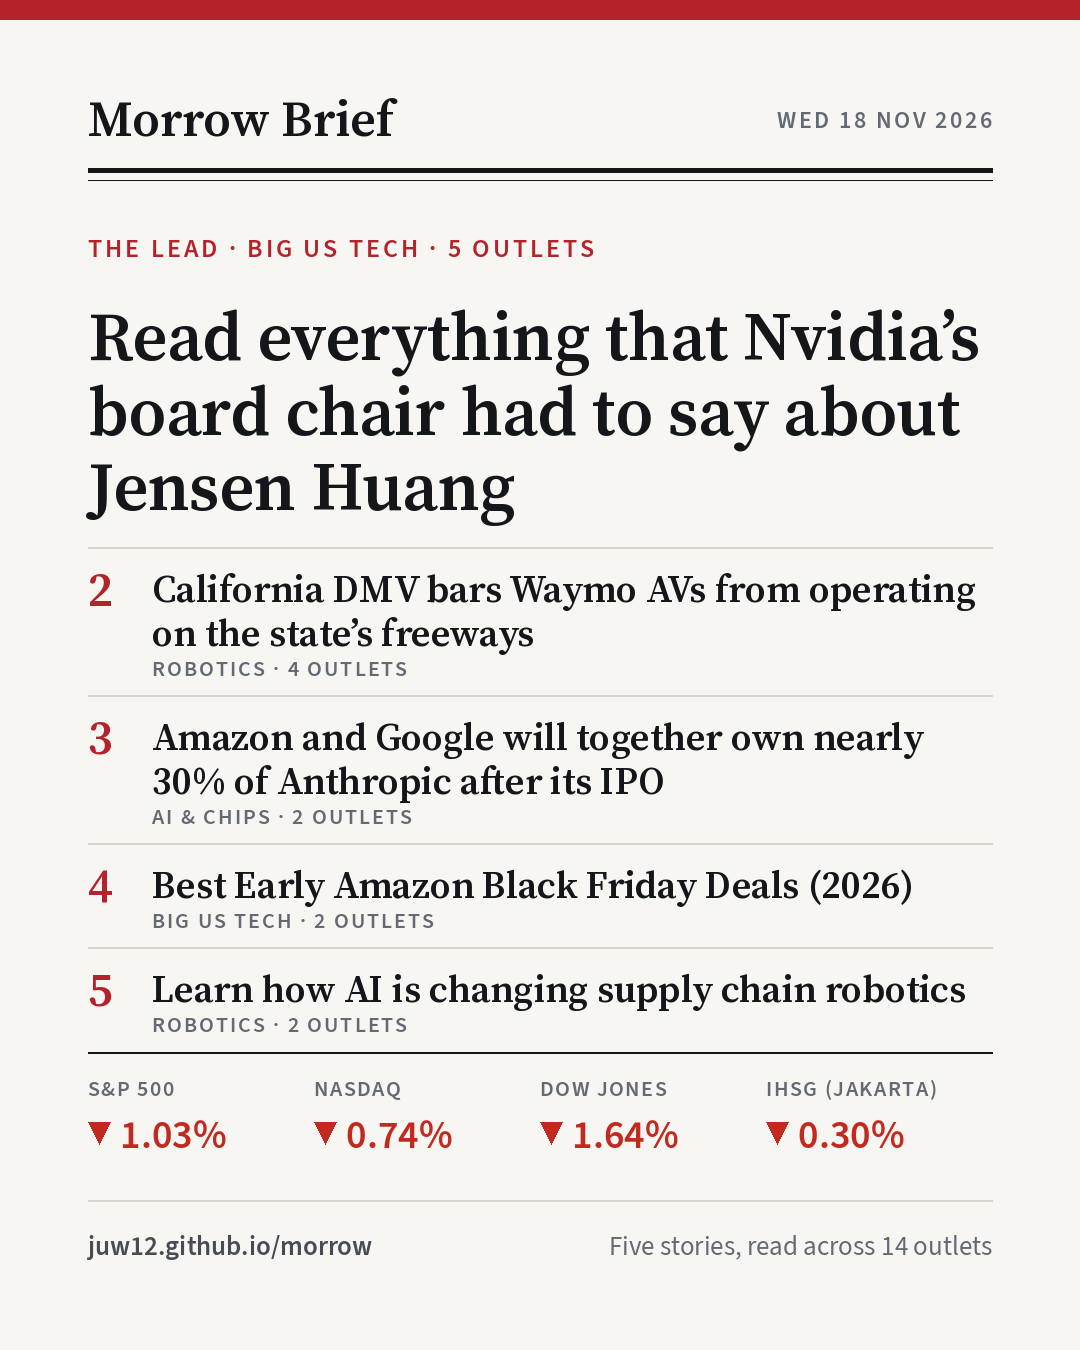 Morrow Brief
WED 18 NOV 2026
THE LEAD · BIG US TECH · 5 OUTLETS
Read everything that Nvidia’s
board chair had to say about
Jensen Huang
2 California DMV bars Waymo AVs from operating
on the state’s freeways
ROBOTICS · 4 OUTLETS
3 Amazon and Google will together own nearly
30% of Anthropic after its IPO
AI & CHIPS · 2 OUTLETS
4 Best Early Amazon Black Friday Deals (2026)
BIG US TECH · 2 OUTLETS
5 Learn how AI is changing supply chain robotics
ROBOTICS · 2 OUTLETS
S&P 500 NASDAQ DOW JONES IHSG (JAKARTA)
▼ 1.03% ▼ 0.74% ▼ 1.64% ▼ 0.30%
juw12.github.io/morrow
Five stories, read across 14 outlets